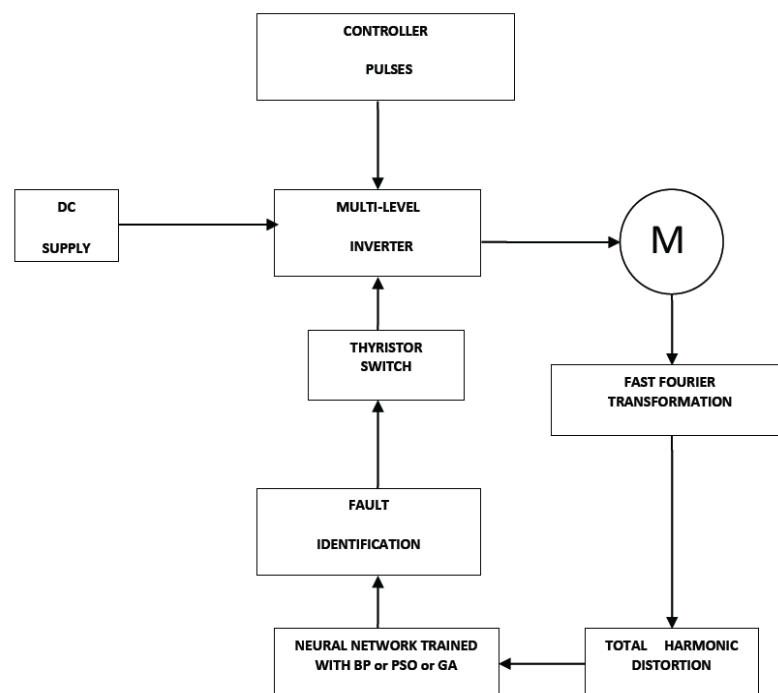 CONTROLLER
PULSES
DC
SUPPLY
MULTI-LEVEL
INVERTER
M
THYRISTOR
SWITCH
FAST FOURIER
TRANSFORMATION
FAULT
IDENTIFICATION
NEURAL NETWORK TRAINED
WITH BP or PSO or GA
TOTAL HARMONIC
DISTORTION